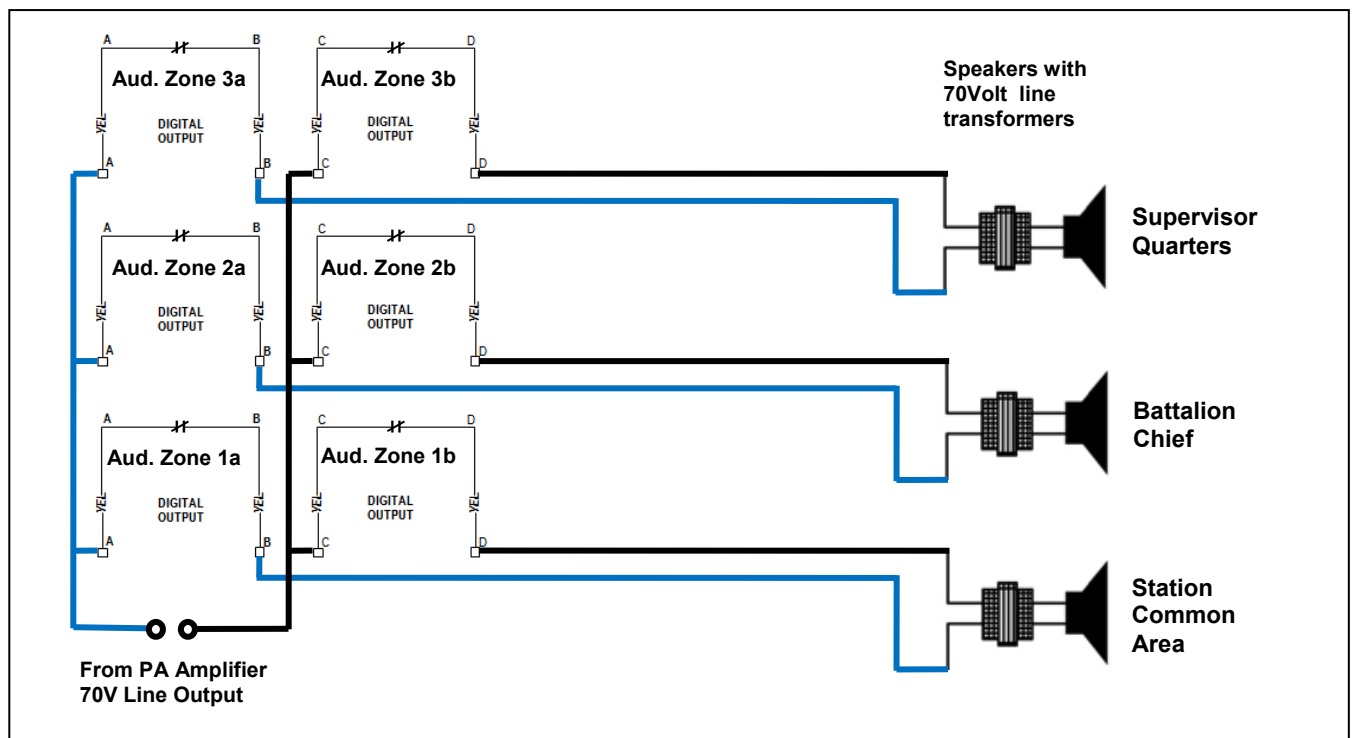 A B C D
Aud. Zone 3a
Aud. Zone 3b
YEL
DIGITAL
OUTPUT
YEL
YEL
DIGITAL
OUTPUT
YEL
A B C D
Speakers with
70Volt line
transformers
Supervisor
Quarters
A B C D
Aud. Zone 2a
Aud. Zone 2b
YEL
DIGITAL
OUTPUT
YEL
YEL
DIGITAL
OUTPUT
YEL
A B C D
Battalion
Chief
A B C D
Aud. Zone 1a
Aud. Zone 1b
YEL
DIGITAL
OUTPUT
YEL
YEL
DIGITAL
OUTPUT
YEL
A B C D
Station
Common
Area
From PA Amplifier
70V Line Output